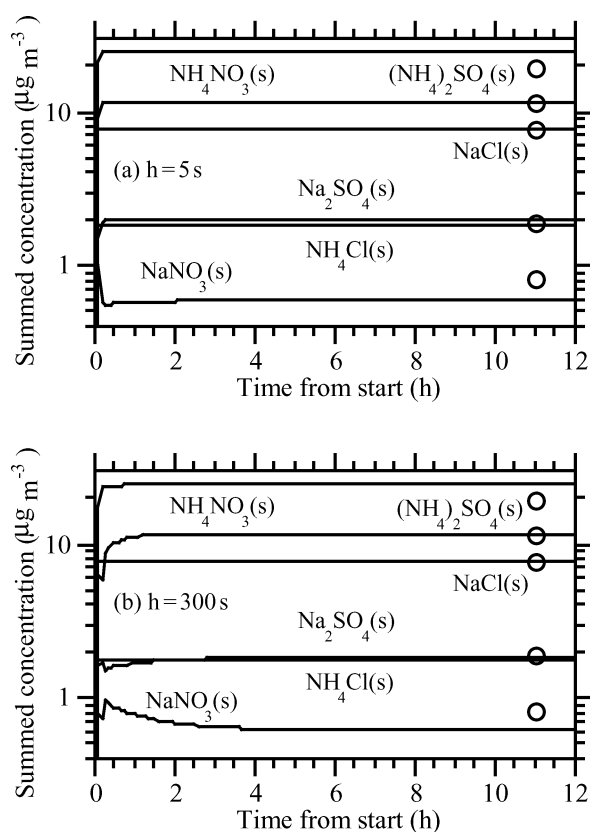 Summed concentration (μg m⁻³)
10
1
NH₄NO₃(s)
(NH₄)₂SO₄(s)
NaCl(s)
(a) h=5s
Na₂SO₄(s)
NH₄Cl(s)
NaNO₃(s)
0 2 4 6 8 10 12
Time from start (h)
Summed concentration (μg m⁻³)
10
1
NH₄NO₃(s)
(NH₄)₂SO₄(s)
NaCl(s)
(b) h=300s
Na₂SO₄(s)
NH₄Cl(s)
NaNO₃(s)
0 2 4 6 8 10 12
Time from start (h)